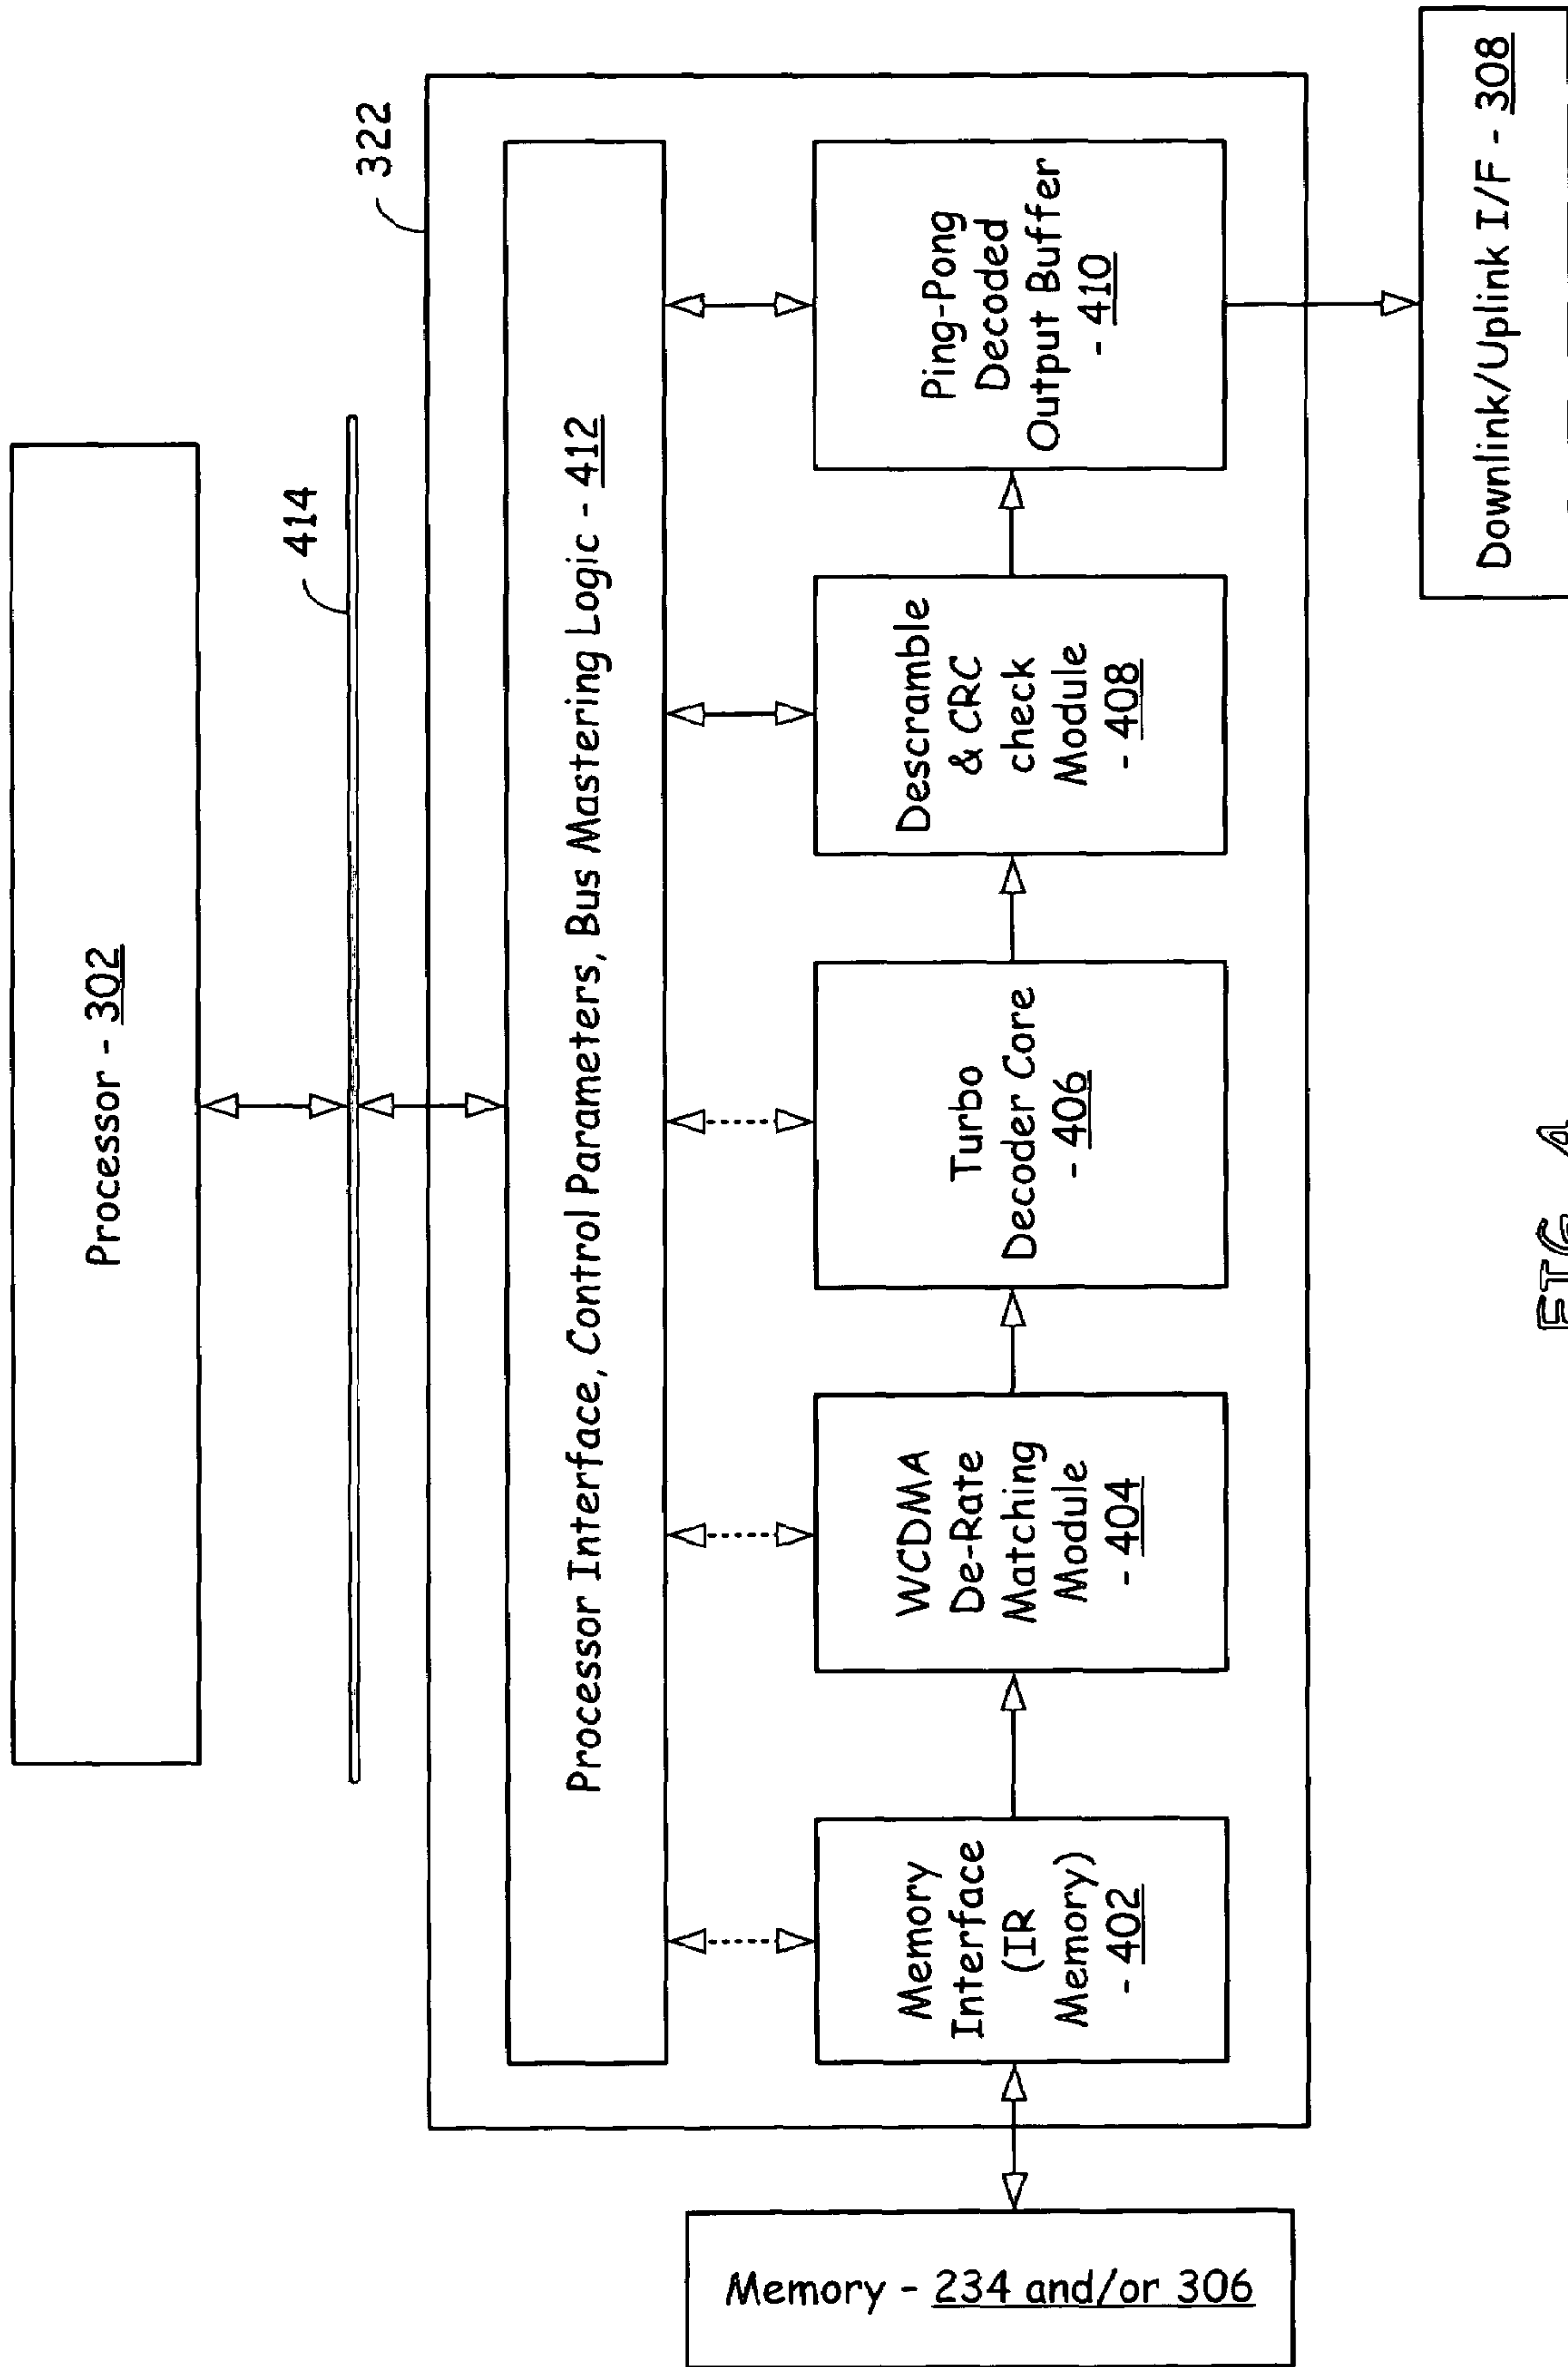 Processor - 302
414
322
Processor Interface, Control Parameters, Bus Mastering Logic - 412
Memory
Interface
(IR
Memory)
- 402
WCDMA
De-Rate
Matching
Module
- 404
Turbo
Decoder Core
- 406
Descramble
& CRC
check
Module
- 408
Ping-Pong
Decoded
Output Buffer
- 410
Memory - 234 and/or 306
Downlink/Uplink I/F - 308
FIG. 4